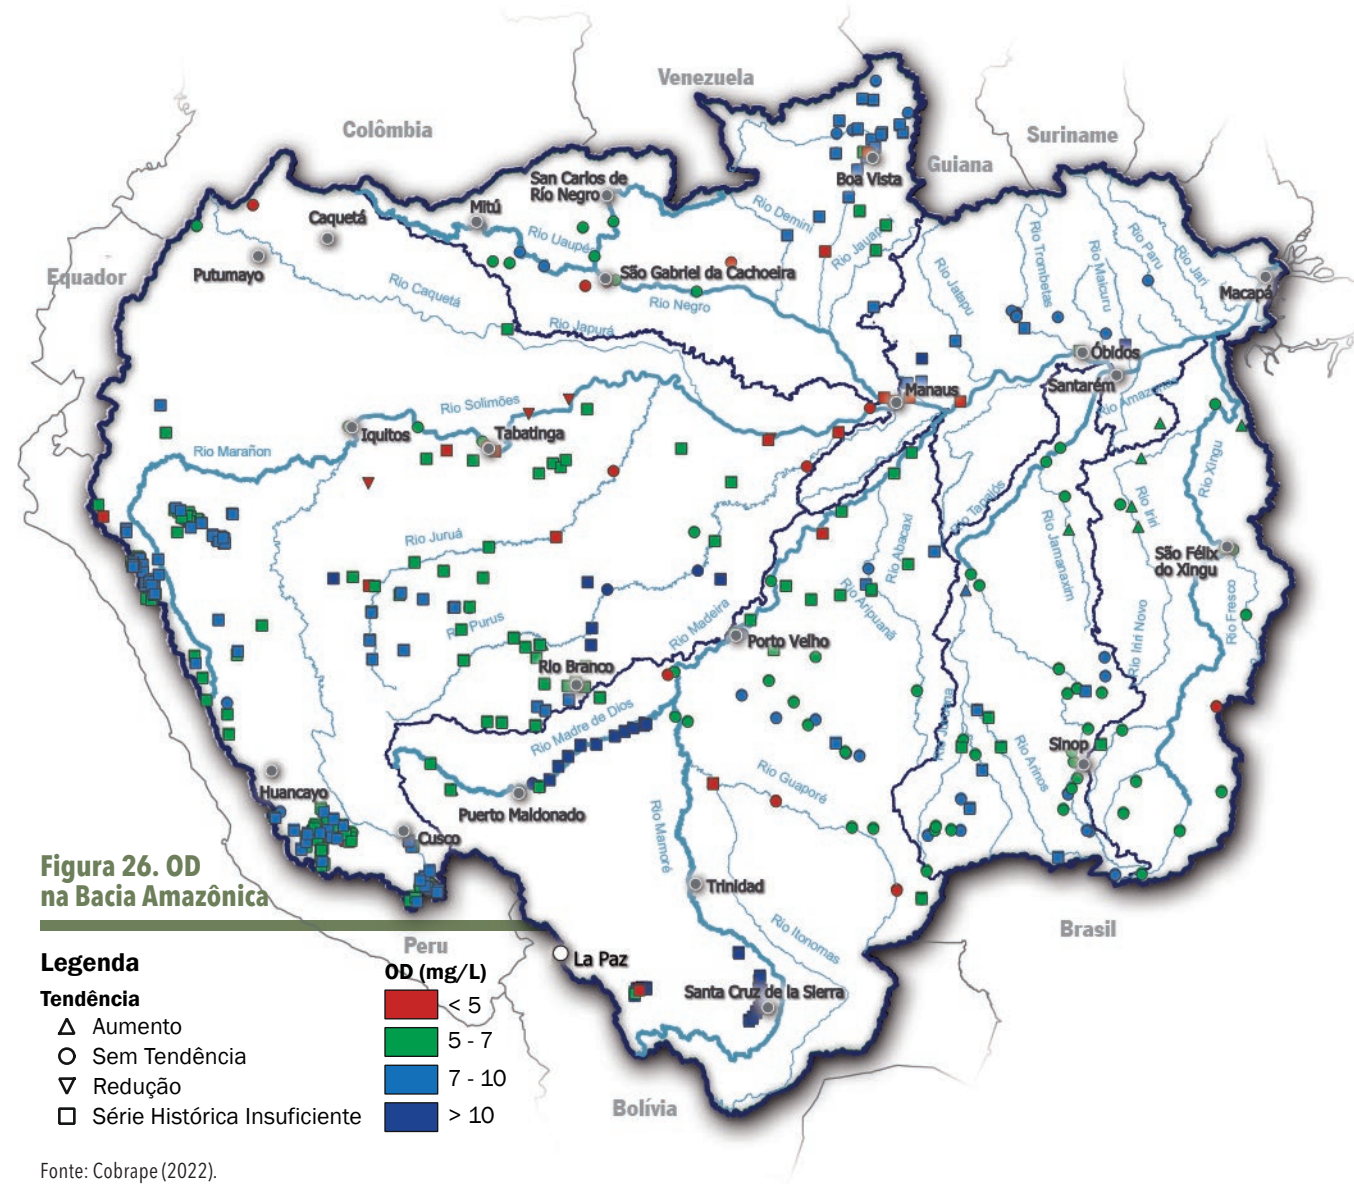 Venezuela
Colômbia
Suriname
Guiana
Equador
San Carlos de
Río Negro
Boa Vista
Mitú
Caquetá
Putumayo
Rio Uaupé
Rio Demini
Rio Jatapu
Rio Trombetas
Rio Maicuru
Rio Paru
Rio Jari
Macapá
São Gabriel da Cachoeira
Rio Caquetá
Rio Negro
Rio Japurá
Óbidos
Santarém
Manaus
Rio Amazonas
Rio Solimões
Iquitos
Tabatinga
Rio Marañon
Rio Xingu
Rio Tapajós
Rio Iriri
Rio Juruá
Rio Abacaxi
Rio Jamanaxim
São Félix
do Xingu
Rio Aripuanã
Rio Fresco
Rio Purus
Rio Madeira
Porto Velho
Rio Iriri Novo
Rio Branco
Rio Madre de Dios
Rio Juruena
Rio Arinos
Sinop
Rio Guaporé
Huancayo
Puerto Maldonado
Rio Mamoré
Cusco
Trinidad
Rio Itonomas
Brasil
Peru
La Paz
Santa Cruz de la Sierra
Bolívia
Figura 26. OD
na Bacia Amazônica
Legenda
Tendência
Aumento
Sem Tendência
Redução
Série Histórica Insuficiente
OD (mg/L)
< 5
5 - 7
7 - 10
> 10
Fonte: Cobrape (2022).